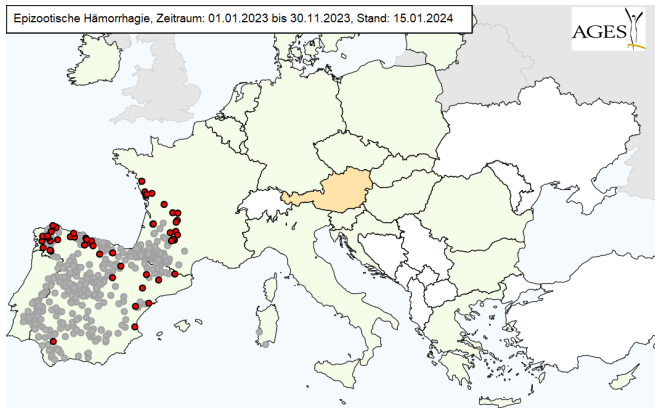 Epizootische Hämorrhagie, Zeitraum: 01.01.2023 bis 30.11.2023, Stand: 15.01.2024
AGES